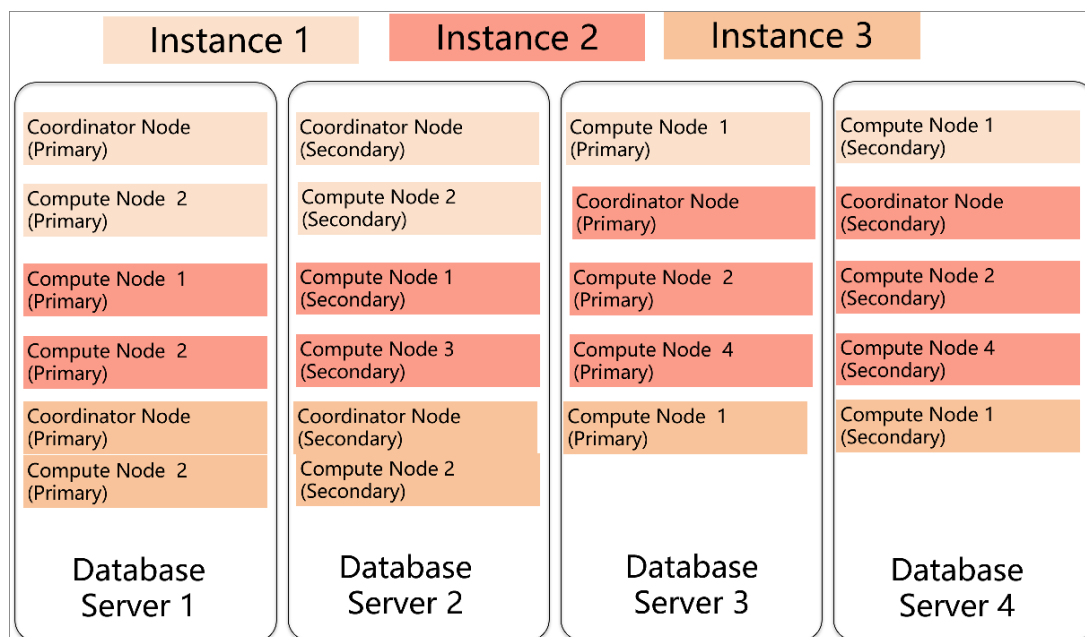 Instance 1
Instance 2
Instance 3
Coordinator Node
(Primary)
Compute Node 2
(Primary)
Compute Node 1
(Primary)
Compute Node 2
(Primary)
Coordinator Node
(Primary)
Compute Node 2
(Primary)
Database
Server 1
Coordinator Node
(Secondary)
Compute Node 2
(Secondary)
Compute Node 1
(Secondary)
Compute Node 3
(Secondary)
Coordinator Node
(Secondary)
Compute Node 2
(Secondary)
Database
Server 2
Compute Node 1
(Primary)
Coordinator Node
(Primary)
Compute Node 2
(Primary)
Compute Node 4
(Primary)
Compute Node 1
(Primary)
Database
Server 3
Compute Node 1
(Secondary)
Coordinator Node
(Secondary)
Compute Node 2
(Secondary)
Compute Node 4
(Secondary)
Compute Node 1
(Secondary)
Database
Server 4